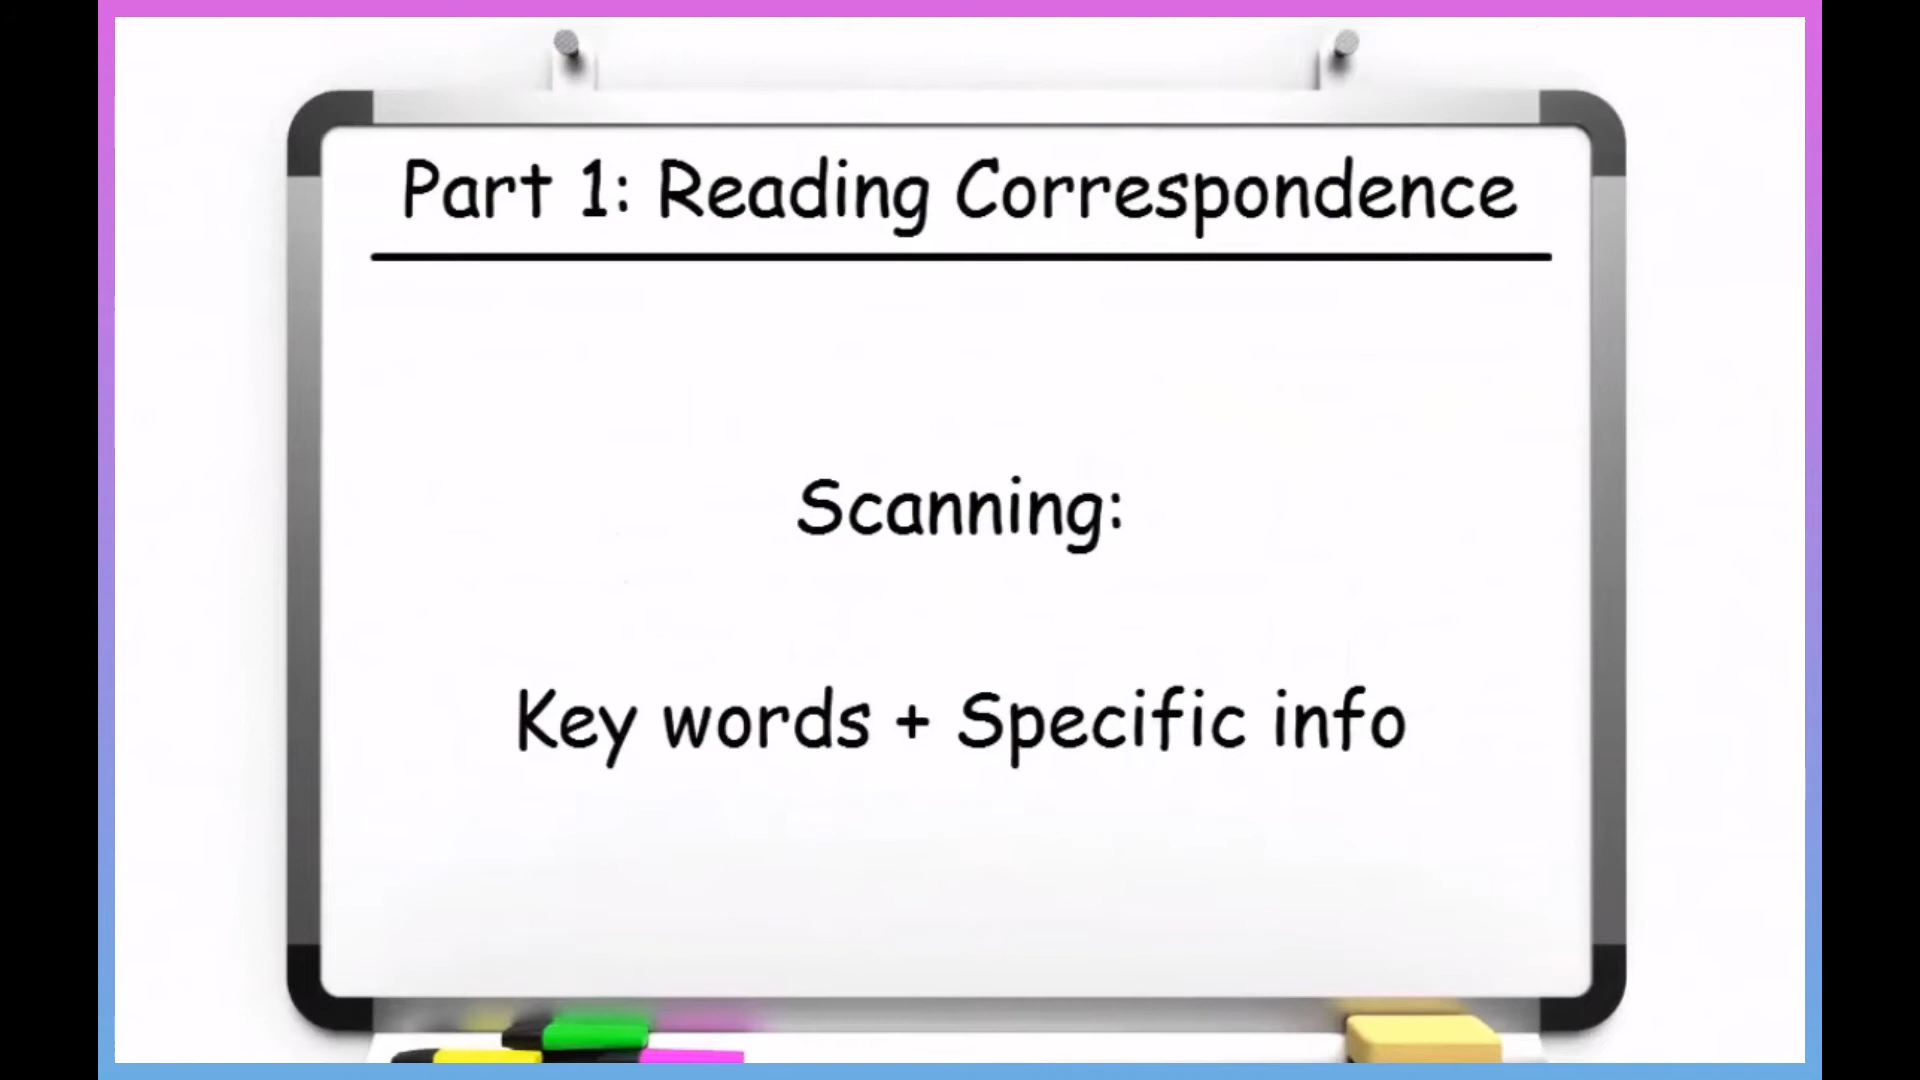 Part 1: Reading Correspondence
Scanning:
Key words + Specific info